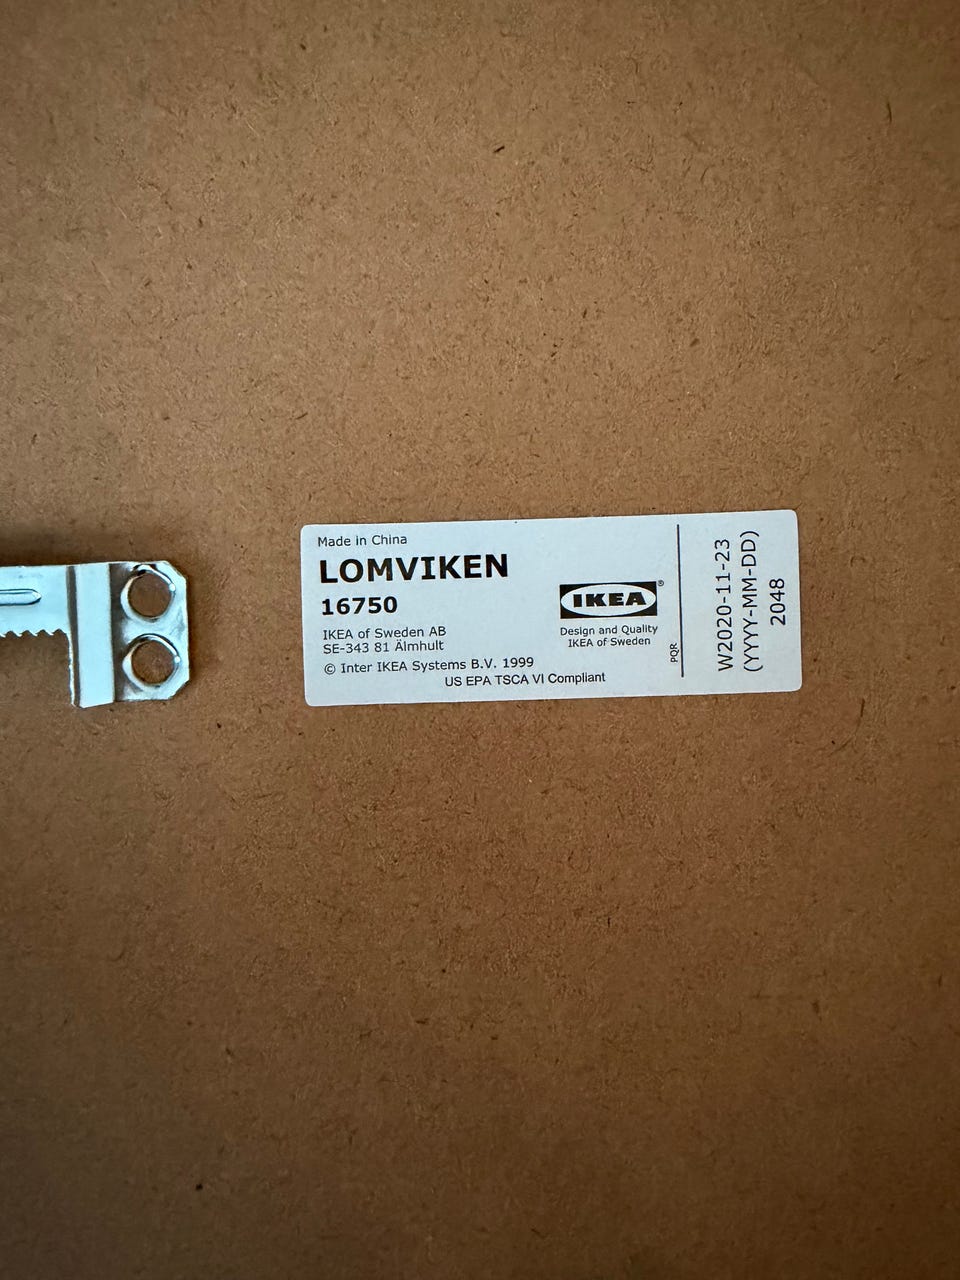 Made in China
LOMVIKEN
16750
IKEA of Sweden AB
SE-343 81 Älmhult
© Inter IKEA Systems B.V. 1999
US EPA TSCA VI Compliant
IKEA®
Design and Quality
IKEA of Sweden
PQR
W2020-11-23
(YYYY-MM-DD)
2048